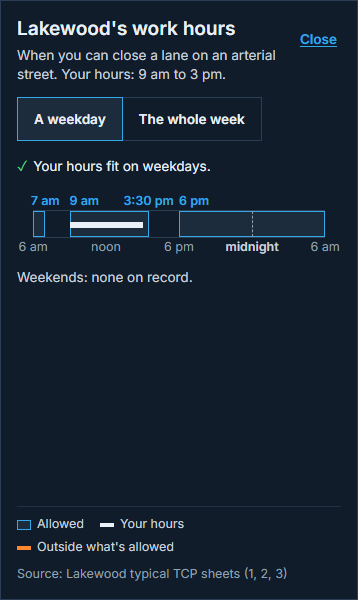 Lakewood's work hours
Close
When you can close a lane on an arterial
street. Your hours: 9 am to 3 pm.
A weekday
The whole week
✓ Your hours fit on weekdays.
7 am 9 am 3:30 pm 6 pm
6 am noon 6 pm midnight 6 am
Weekends: none on record.
Allowed Your hours
Outside what's allowed
Source: Lakewood typical TCP sheets (1, 2, 3)